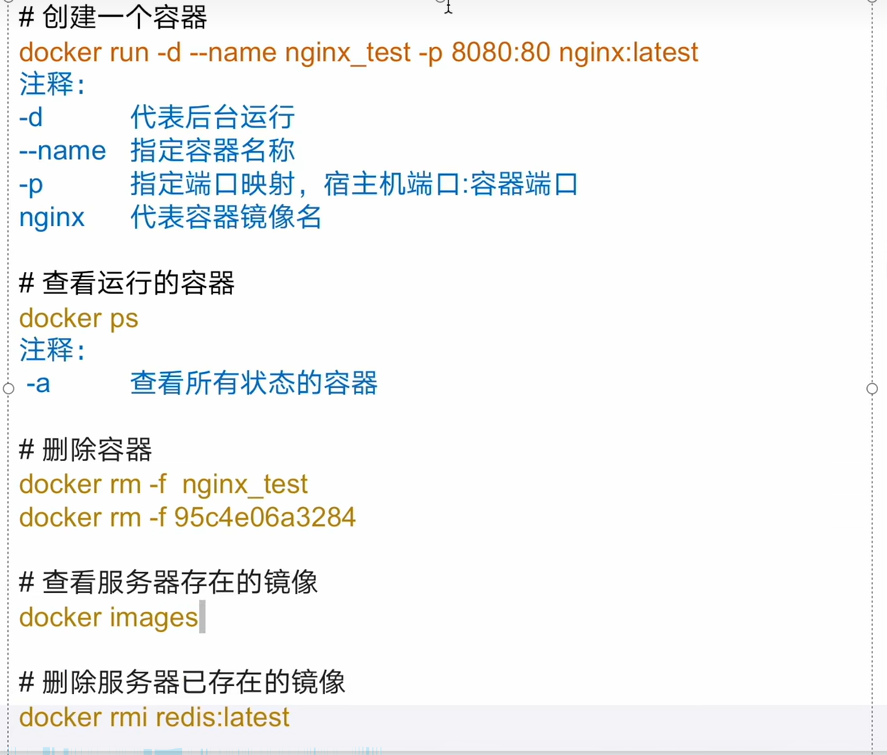 # 创建一个容器
docker run -d --name nginx_test -p 8080:80 nginx:latest
注释：
-d 代表后台运行
--name 指定容器名称
-p 指定端口映射，宿主机端口:容器端口
nginx 代表容器镜像名
# 查看运行的容器
docker ps
注释：
-a 查看所有状态的容器
# 删除容器
docker rm -f  nginx_test
docker rm -f 95c4e06a3284
# 查看服务器存在的镜像
docker images
# 删除服务器已存在的镜像
docker rmi redis:latest